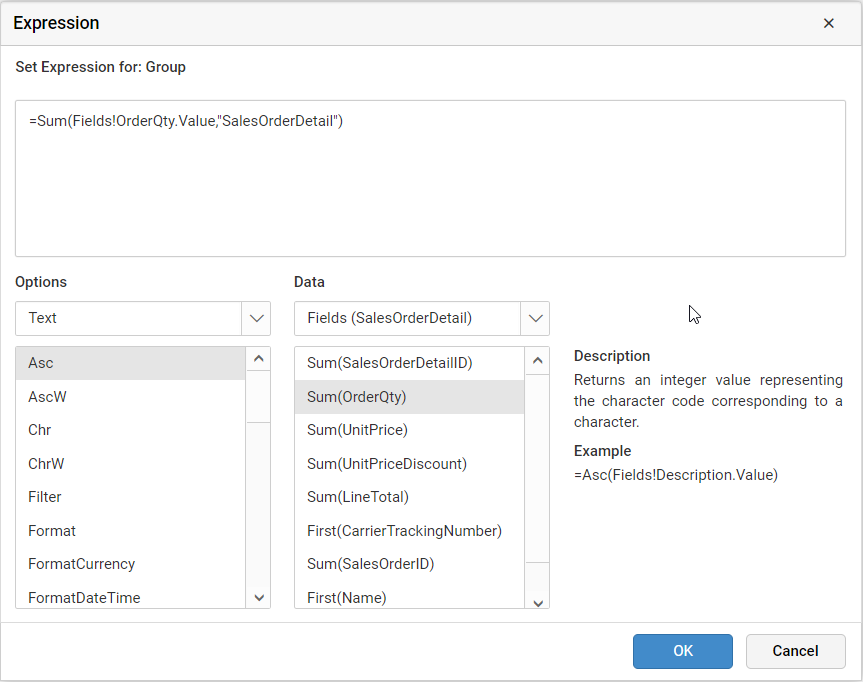 Expression
Set Expression for: Group
=Sum(Fields!OrderQty.Value,"SalesOrderDetail")
Options
Data
Text
Fields (SalesOrderDetail)
Asc
AscW
Chr
ChrW
Filter
Format
FormatCurrency
FormatDateTime
Sum(SalesOrderDetailID)
Sum(OrderQty)
Sum(UnitPrice)
Sum(UnitPriceDiscount)
Sum(LineTotal)
First(CarrierTrackingNumber)
Sum(SalesOrderID)
First(Name)
Description
Returns an integer value representing
the character code corresponding to a
character.
Example
=Asc(Fields!Description.Value)
OK
Cancel